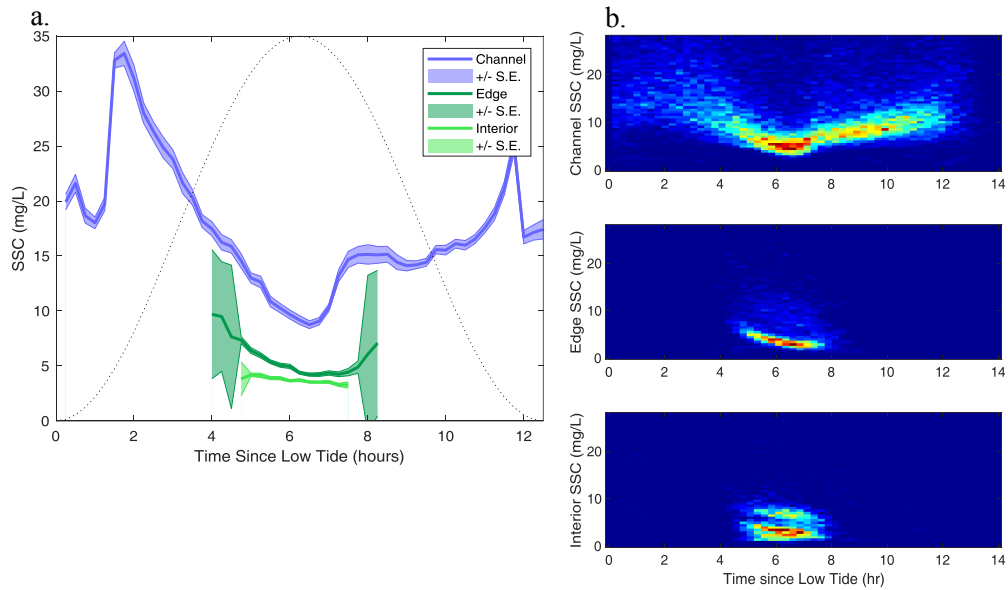 a.
35
30
25
20
15
10
5
0
SSC (mg/L)
0 2 4 6 8 10 12
Time Since Low Tide (hours)
Channel
+/- S.E.
Edge
+/- S.E.
Interior
+/- S.E.
b.
Channel SSC (mg/L)
20
10
0
0 2 4 6 8 10 12 14
Edge SSC (mg/L)
20
10
0
0 2 4 6 8 10 12 14
Interior SSC (mg/L)
20
10
0
0 2 4 6 8 10 12 14
Time since Low Tide (hr)